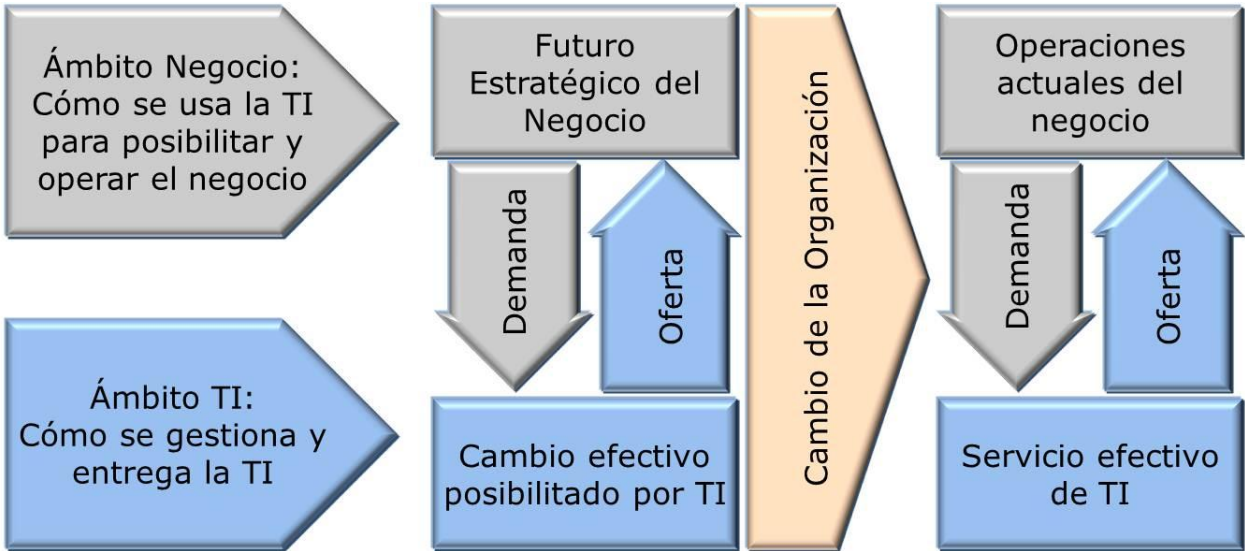 Ámbito Negocio:
Cómo se usa la TI
para posibilitar y
operar el negocio
Ámbito TI:
Cómo se gestiona y
entrega la TI
Futuro
Estratégico del
Negocio
Demanda
Oferta
Cambio efectivo
posibilitado por TI
Cambio de la Organización
Operaciones
actuales del
negocio
Demanda
Oferta
Servicio efectivo
de TI